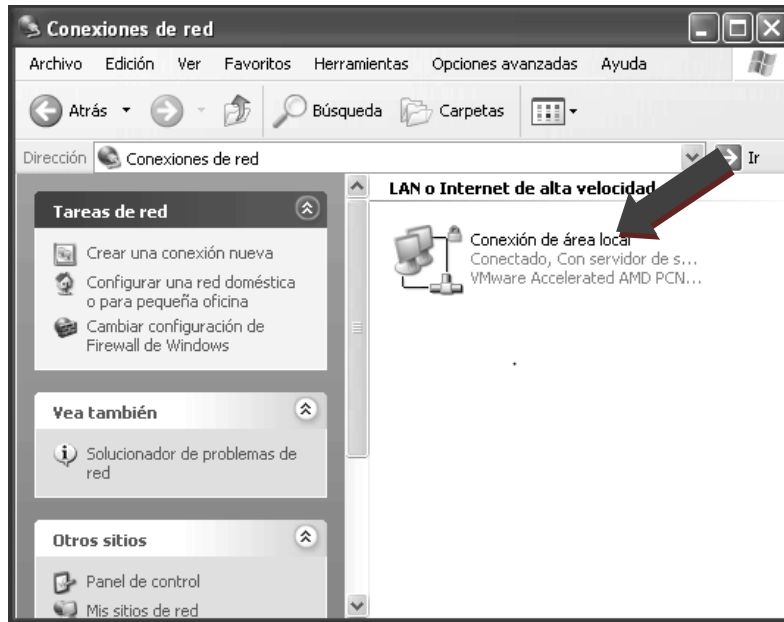 Conexiones de red
Archivo Edición Ver Favoritos Herramientas Opciones avanzadas Ayuda
Atrás Búsqueda Carpetas
Dirección Conexiones de red Ir
Tareas de red
Crear una conexión nueva
Configurar una red doméstica
o para pequeña oficina
Cambiar configuración de
Firewall de Windows
Vea también
Solucionador de problemas de
red
Otros sitios
Panel de control
Mis sitios de red
LAN o Internet de alta velocidad
Conexión de área local
Conectado, Con servidor de s...
VMware Accelerated AMD PCN...